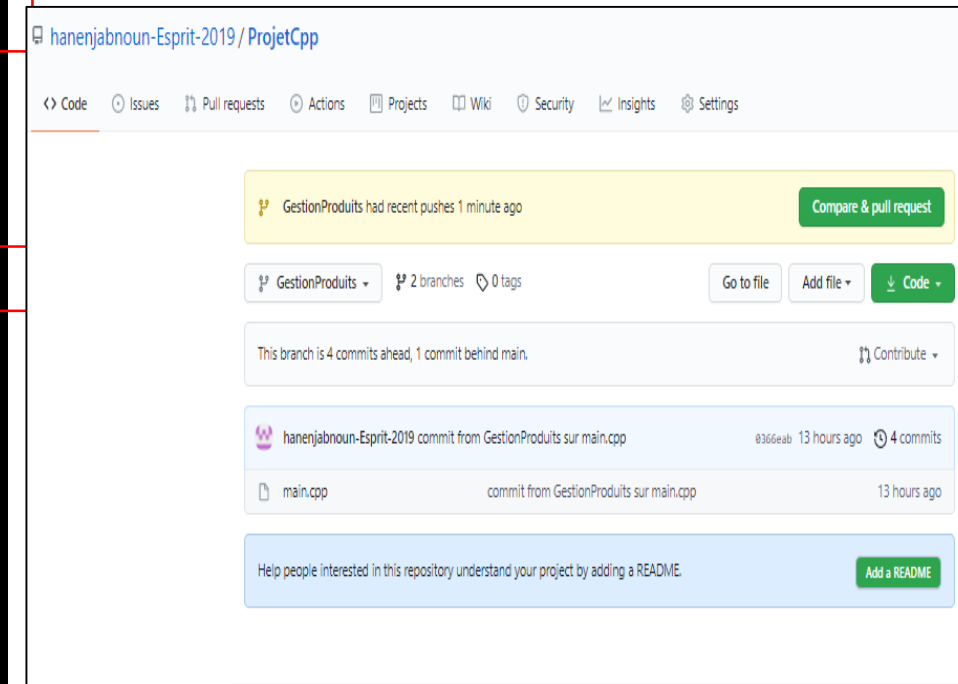 hanenjabnoun-Esprit-2019 / ProjetCpp
<> Code Issues Pull requests Actions Projects Wiki Security Insights Settings
GestionProduits had recent pushes 1 minute ago Compare & pull request
GestionProduits 2 branches 0 tags Go to file Add file Code
This branch is 4 commits ahead, 1 commit behind main. Contribute
hanenjabnoun-Esprit-2019 commit from GestionProduits sur main.cpp 0366eab 13 hours ago 4 commits
main.cpp commit from GestionProduits sur main.cpp 13 hours ago
Help people interested in this repository understand your project by adding a README. Add a README